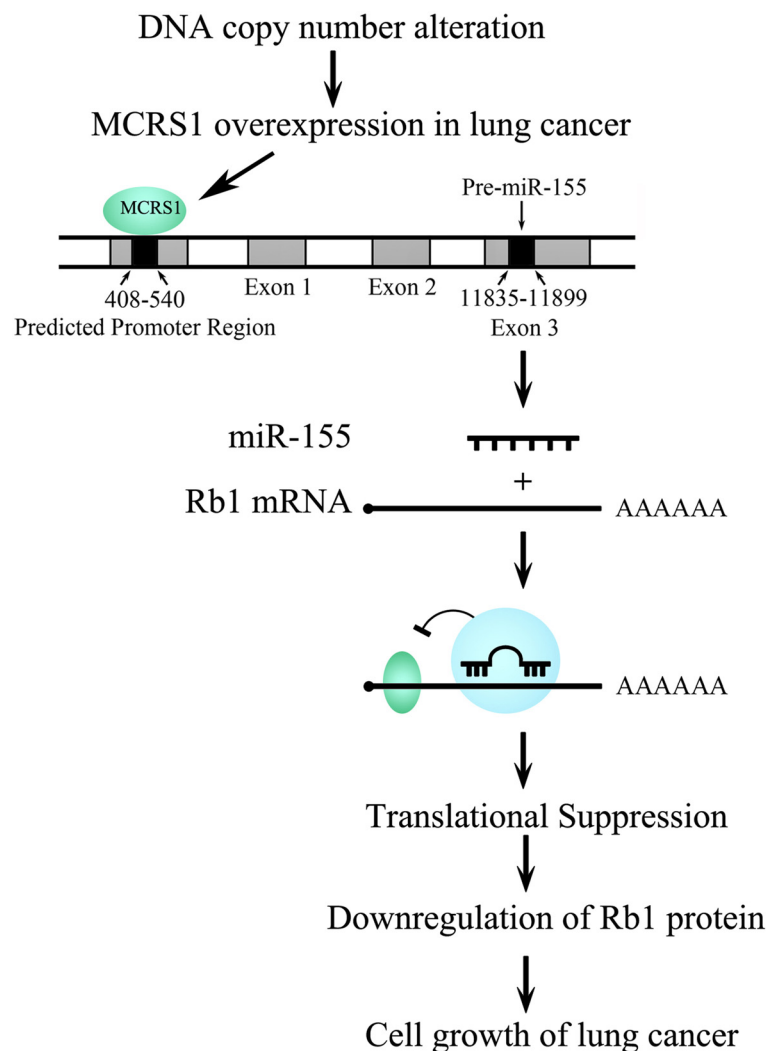 DNA copy number alteration
MCRS1 overexpression in lung cancer
Pre-miR-155
MCRS1
408-540
Exon 1
Exon 2
11835-11899
Predicted Promoter Region
Exon 3
miR-155
+
Rb1 mRNA
AAAAAA
AAAAAA
Translational Suppression
Downregulation of Rb1 protein
Cell growth of lung cancer